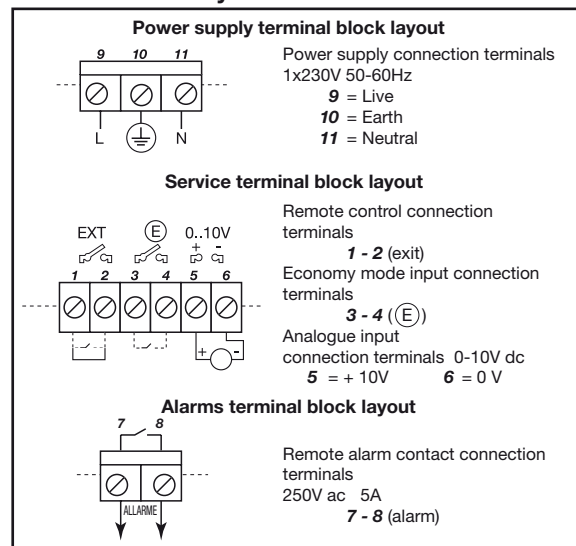 Power supply terminal block layout
9 10 11
L N
Power supply connection terminals
1x230V 50-60Hz
9 = Live
10 = Earth
11 = Neutral
Service terminal block layout
EXT E 0..10V
+ -
1 2 3 4 5 6
+ -
Remote control connection
terminals
1 - 2 (exit)
Economy mode input connection
terminals
3 - 4 (E)
Analogue input
connection terminals 0-10V dc
5 = + 10V 6 = 0 V
Alarms terminal block layout
7 8
ALLARME
Remote alarm contact connection
terminals
250V ac 5A
7 - 8 (alarm)